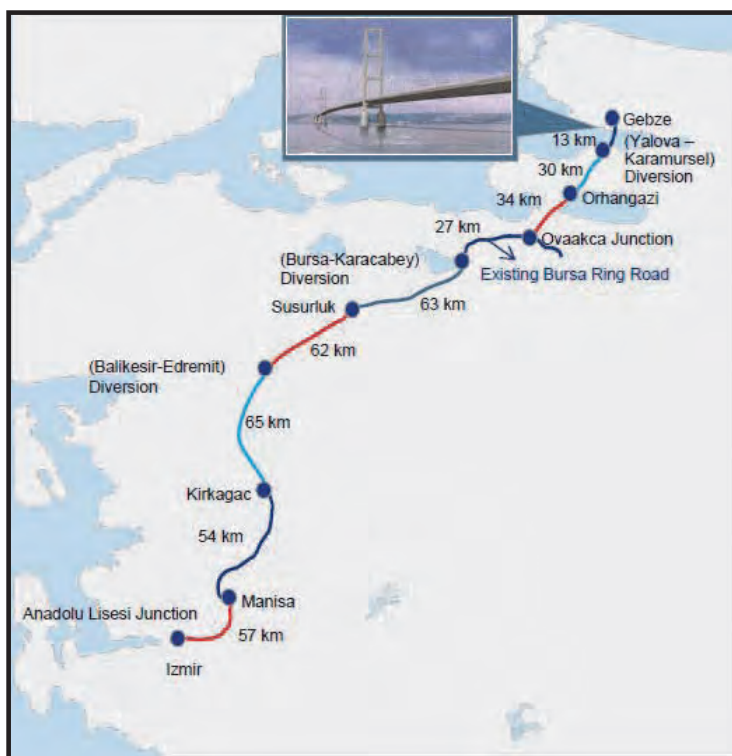 Gebze
13 km
(Yalova –
Karamursel)
Diversion
30 km
Orhangazi
34 km
27 km
Ovaakca Junction
(Bursa-Karacabey)
Diversion
Existing Bursa Ring Road
Susurluk
63 km
62 km
(Balikesir-Edremit)
Diversion
65 km
Kirkagac
54 km
Manisa
Anadolu Lisesi Junction
57 km
Izmir